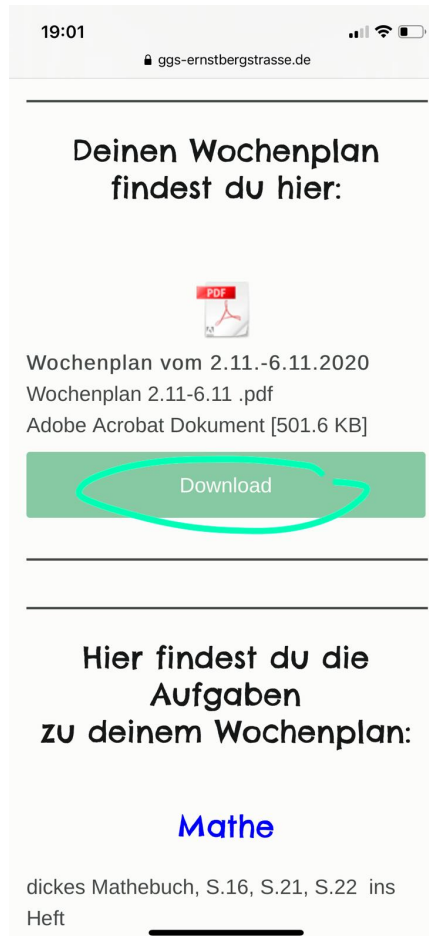 19:01
ggs-ernstbergstrasse.de
Deinen Wochenplan
findest du hier:
PDF
Wochenplan vom 2.11.-6.11.2020
Wochenplan 2.11-6.11 .pdf
Adobe Acrobat Dokument [501.6 KB]
Download
Hier findest du die
Aufgaben
zu deinem Wochenplan:
Mathe
dickes Mathebuch, S.16, S.21, S.22  ins
Heft